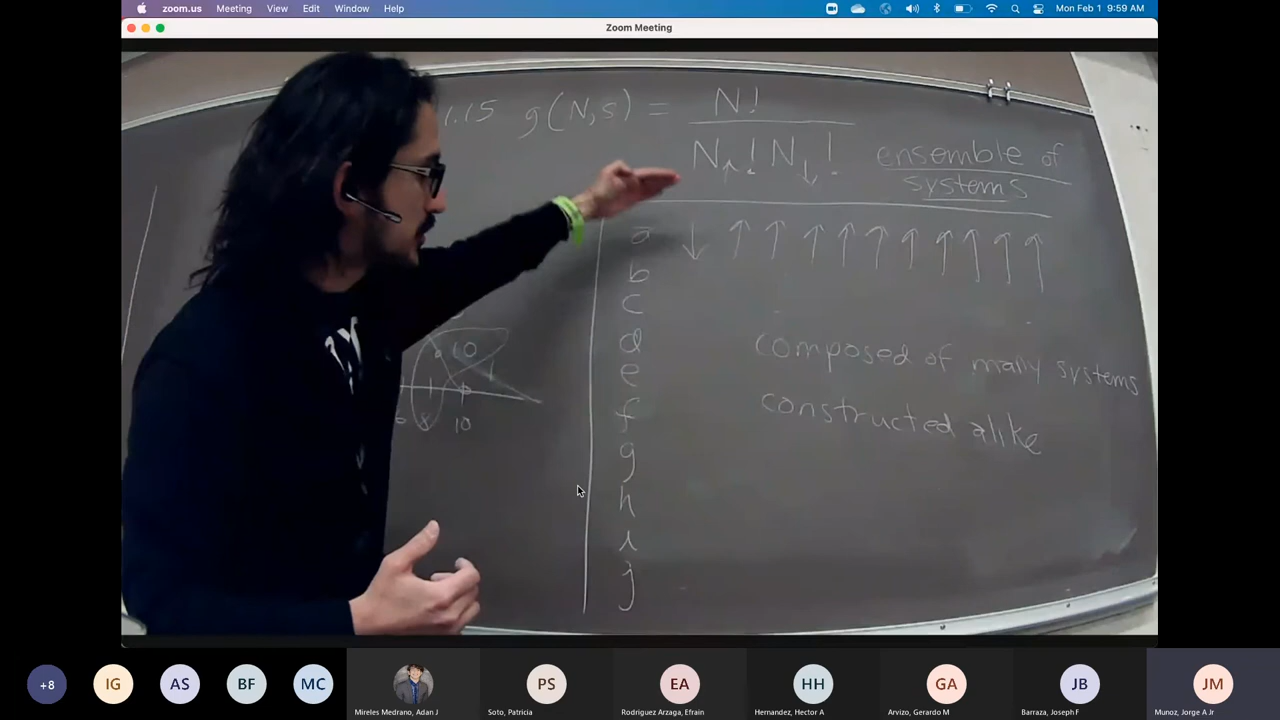 zoom.us Meeting View Edit Window Help Mon Feb 1 9:59 AM
Zoom Meeting
1.15 g(N,s) = N!
N↑! N↓!
ensemble of
systems
a ↓ ↑ ↑ ↑ ↑ ↑ ↑ ↑ ↑ ↑ ↑
b
c
d
e
f
g
h
i
j
composed of many systems
constructed alike
10
+8 IG AS BF MC PS EA HH GA JB JM
Mireles Medrano, Adan J
Soto, Patricia
Rodriguez Arzaga, Efrain
Hernandez, Hector A
Arvizo, Gerardo M
Barraza, Joseph F
Munoz, Jorge A Jr